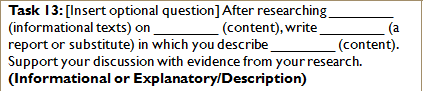 Task 13: [Insert optional question] After researching ________
(informational texts) on ________ (content), write ________ (a
report or substitute) in which you describe ________ (content).
Support your discussion with evidence from your research.
(Informational or Explanatory/Description)